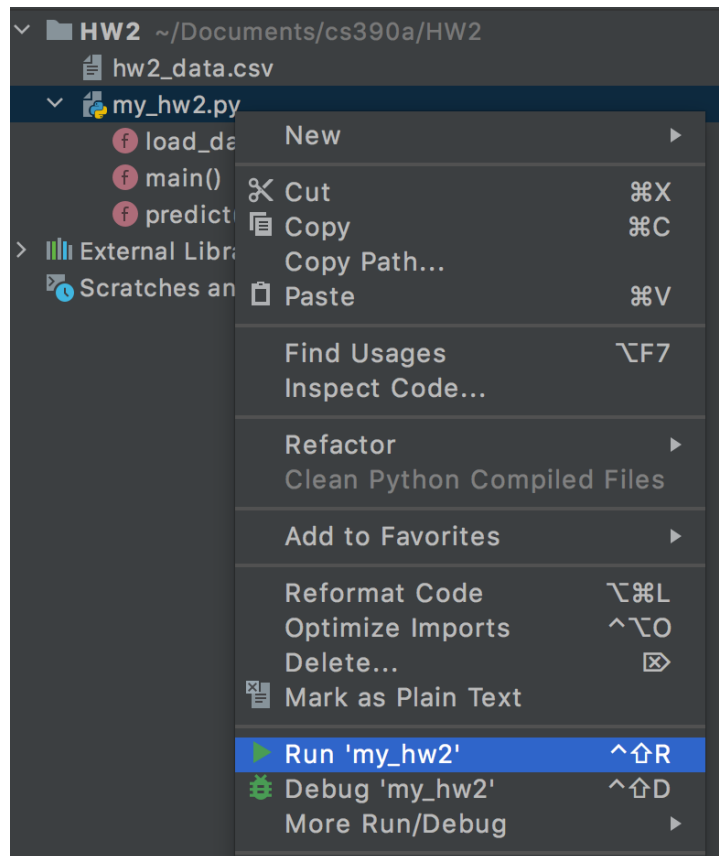 HW2 ~/Documents/cs390a/HW2
hw2_data.csv
my_hw2.py
f load_da
f main()
f predict
External Libr
Scratches an
New
Cut ⌘X
Copy ⌘C
Copy Path...
Paste ⌘V
Find Usages ⌥F7
Inspect Code...
Refactor
Clean Python Compiled Files
Add to Favorites
Reformat Code ⌥⌘L
Optimize Imports ^⌥O
Delete... ⌦
Mark as Plain Text
Run 'my_hw2' ^⇧R
Debug 'my_hw2' ^⇧D
More Run/Debug